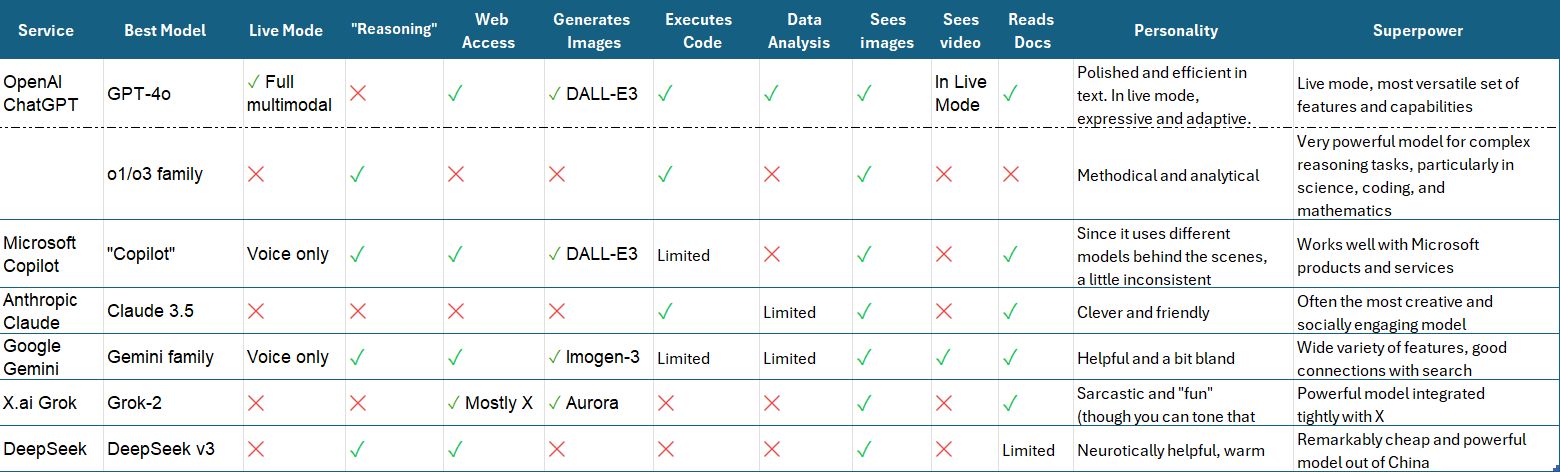 Service Best Model Live Mode "Reasoning" Web Access Generates Images Executes Code Data Analysis Sees images Sees video Reads Docs Personality Superpower
OpenAI ChatGPT GPT-4o ✓ Full multimodal ✗ ✓ ✓ DALL-E3 ✓ ✓ ✓ In Live Mode ✓ Polished and efficient in text. In live mode, expressive and adaptive. Live mode, most versatile set of features and capabilities
o1/o3 family ✗ ✓ ✗ ✗ ✓ ✗ ✓ ✗ ✗ Methodical and analytical Very powerful model for complex reasoning tasks, particularly in science, coding, and mathematics
Microsoft Copilot "Copilot" Voice only ✓ ✓ ✓ DALL-E3 Limited ✗ ✓ ✗ ✓ Since it uses different models behind the scenes, a little inconsistent Works well with Microsoft products and services
Anthropic Claude Claude 3.5 ✗ ✗ ✗ ✗ ✓ Limited ✓ ✗ ✓ Clever and friendly Often the most creative and socially engaging model
Google Gemini Gemini family Voice only ✓ ✓ ✓ Imogen-3 Limited Limited ✓ ✓ ✓ Helpful and a bit bland Wide variety of features, good connections with search
X.ai Grok Grok-2 ✗ ✗ ✓ Mostly X ✓ Aurora ✗ ✗ ✓ ✗ ✓ Sarcastic and "fun" (though you can tone that Powerful model integrated tightly with X
DeepSeek DeepSeek v3 ✗ ✓ ✓ ✗ ✗ ✗ ✓ ✗ Limited Neurotically helpful, warm Remarkably cheap and powerful model out of China